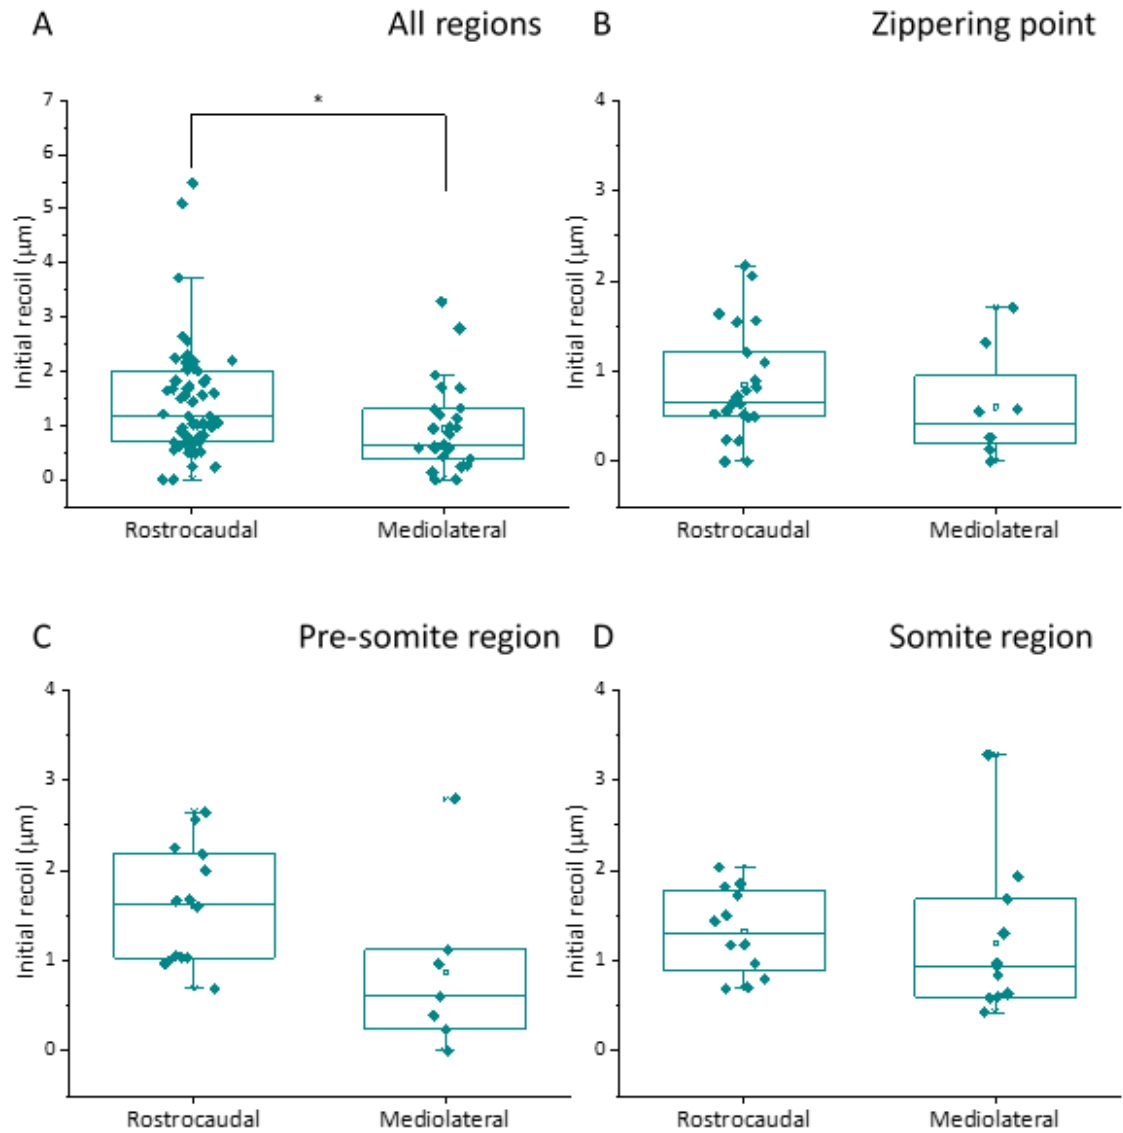 A
All regions
7
6
5
4
3
2
1
0
Initial recoil (µm)
*
Rostrocaudal
Mediolateral
B
Zippering point
4
3
2
1
0
Initial recoil (µm)
Rostrocaudal
Mediolateral
C
Pre-somite region
4
3
2
1
0
Initial recoil (µm)
Rostrocaudal
Mediolateral
D
Somite region
4
3
2
1
0
Initial recoil (µm)
Rostrocaudal
Mediolateral